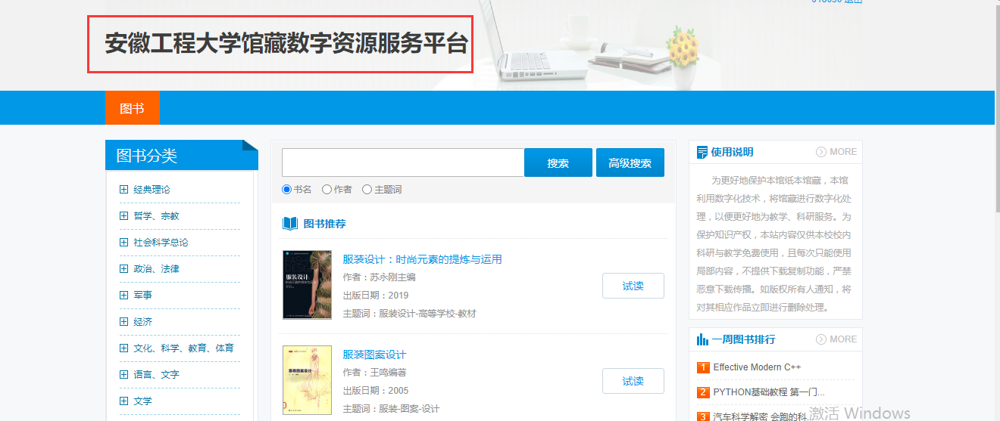 018090 退出
安徽工程大学馆藏数字资源服务平台
图书
图书分类
经典理论
哲学、宗教
社会科学总论
政治、法律
军事
经济
文化、科学、教育、体育
语言、文字
文学
搜索
高级搜索
书名 作者 主题词
图书推荐
服装设计：时尚元素的提炼与运用
作者：苏永刚主编
出版日期：2019
主题词：服装设计-高等学校-教材
试读
服装图案设计
作者：王鸣编著
出版日期：2005
主题词：服装-图案-设计
试读
使用说明 MORE
为更好地保护本馆纸本馆藏，本馆
利用数字化技术，将馆藏进行数字化处
理，以便更好地为教学、科研服务。为
保护知识产权，本站内容仅供本校校内
科研与教学免费使用，且每次只能使用
局部内容，不提供下载复制功能，严禁
恶意下载传播。如版权所有人通知，将
对其相应作品立即进行删除处理。
一周图书排行 MORE
1 Effective Modern C++
2 PYTHON基础教程 第一门...
3 汽车科学解密 会跑的科...
激活 Windows